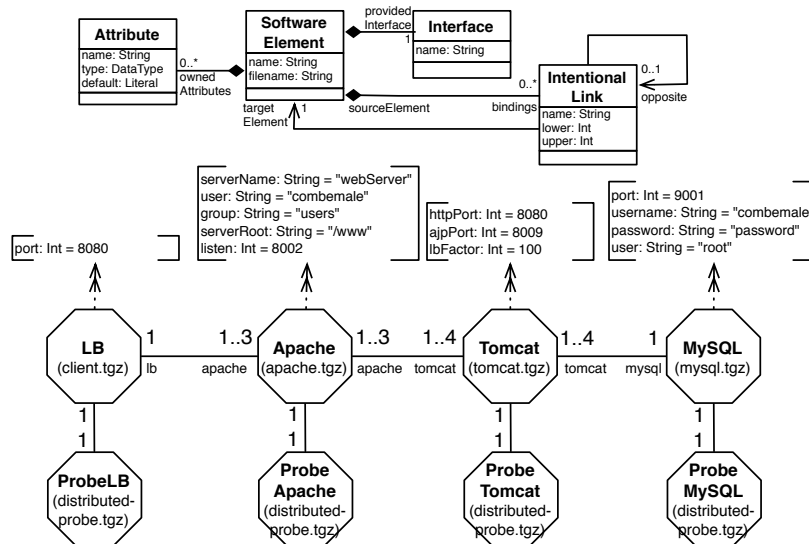 Attribute
name: String
type: DataType
default: Literal
0..*
owned
Attributes
Software
Element
name: String
filename: String
provided
Interface
1
Interface
name: String
target
Element
1
sourceElement
0..*
bindings
Intentional
Link
name: String
lower: Int
upper: Int
0..1
opposite
port: Int = 8080
serverName: String = "webServer"
user: String = "combemale"
group: String = "users"
serverRoot: String = "/www"
listen: Int = 8002
httpPort: Int = 8080
ajpPort: Int = 8009
lbFactor: Int = 100
port: Int = 9001
username: String = "combemale
password: String = "password"
user: String = "root"
LB
(client.tgz)
1
lb
1..3
apache
Apache
(apache.tgz)
1..3
apache
1..4
tomcat
Tomcat
(tomcat.tgz)
1..4
tomcat
1
mysql
MySQL
(mysql.tgz)
1
1
1
1
1
1
1
1
ProbeLB
(distributed-
probe.tgz)
Probe
Apache
(distributed-
probe.tgz)
Probe
Tomcat
(distributed-
probe.tgz)
Probe
MySQL
(distributed-
probe.tgz)